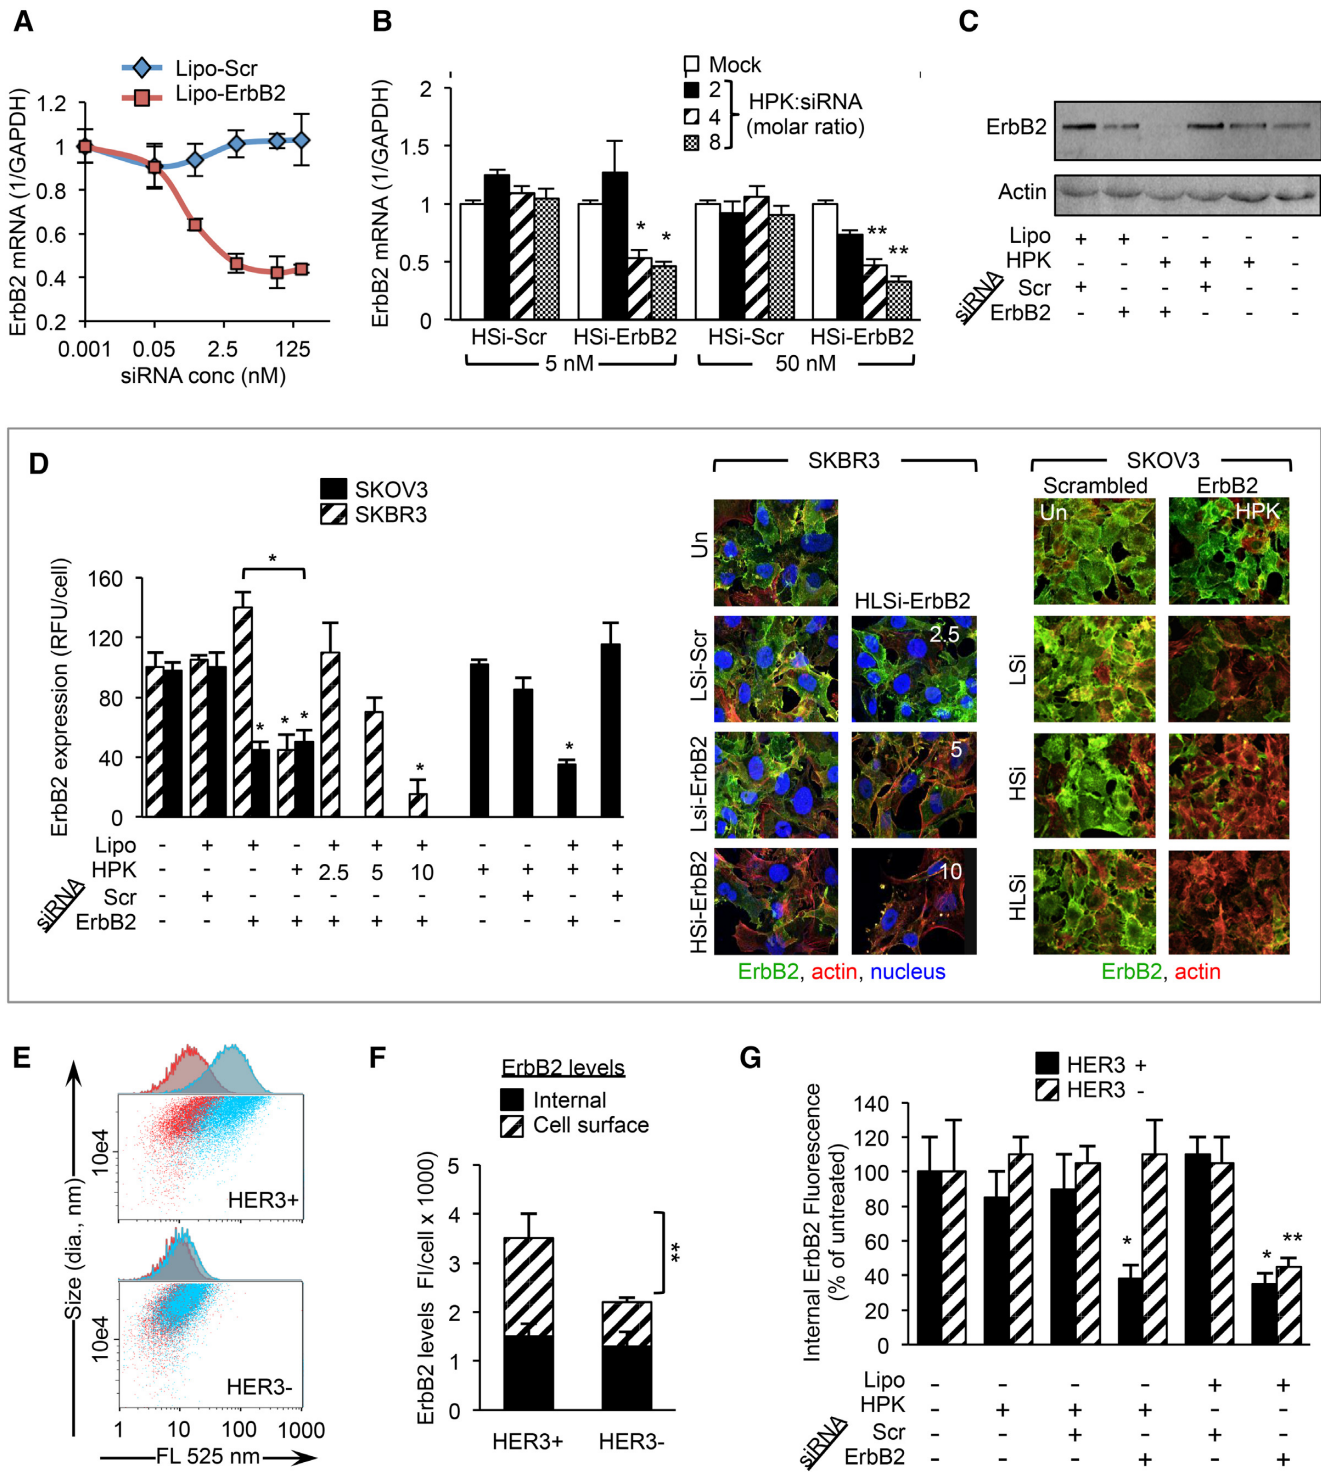 A
Lipo-Scr
Lipo-ErbB2
ErbB2 mRNA (1/GAPDH)
1.2
1
0.8
0.6
0.4
0.2
0.001 0.05 2.5 125
siRNA conc (nM)
B
Mock
2
4
8
HPK:siRNA
(molar ratio)
ErbB2 mRNA (1/GAPDH)
2
1.5
1
0.5
0
* *
** **
HSi-Scr HSi-ErbB2 HSi-Scr HSi-ErbB2
5 nM 50 nM
C
ErbB2
Actin
Lipo + + - - - -
HPK - - + + + -
siRNA
Scr + - - + - -
ErbB2 - + + - - -
D
SKOV3
SKBR3
ErbB2 expression (RFU/cell)
160
120
80
40
0
*
* * * * *
Lipo - + + - + + + - - + +
HPK - - - + 2.5 5 10 + + + +
siRNA
Scr - + - - - - - - + - +
ErbB2 - - + + + + + - - + -
SKBR3
Un
HLSi-ErbB2
LSi-Scr
2.5
Lsi-ErbB2
5
HSi-ErbB2
10
ErbB2, actin, nucleus
SKOV3
Scrambled ErbB2
Un HPK
LSi
HSi
HLSi
ErbB2, actin
E
Size (dia., nm)
10e4
HER3+
10e4
HER3-
1 10 100 1000
FL 525 nm
F
ErbB2 levels
Internal
Cell surface
ErbB2 levels FI/cell x 1000)
5
4
3
2
1
0
**
HER3+ HER3-
G
HER3 +
HER3 -
Internal ErbB2 Fluorescence
(% of untreated)
140
120
100
80
60
40
20
0
* * **
Lipo - - - - + +
HPK - + + + - -
siRNA
Scr - - + - + -
ErbB2 - - - + - +